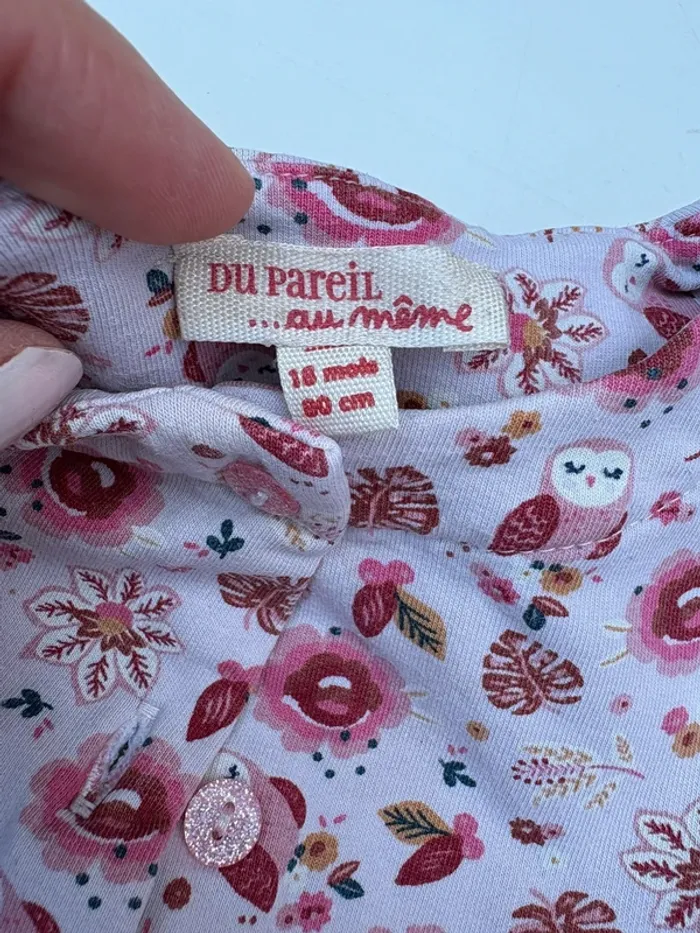 DU PAREIL
...au même
18 mois
80 cm